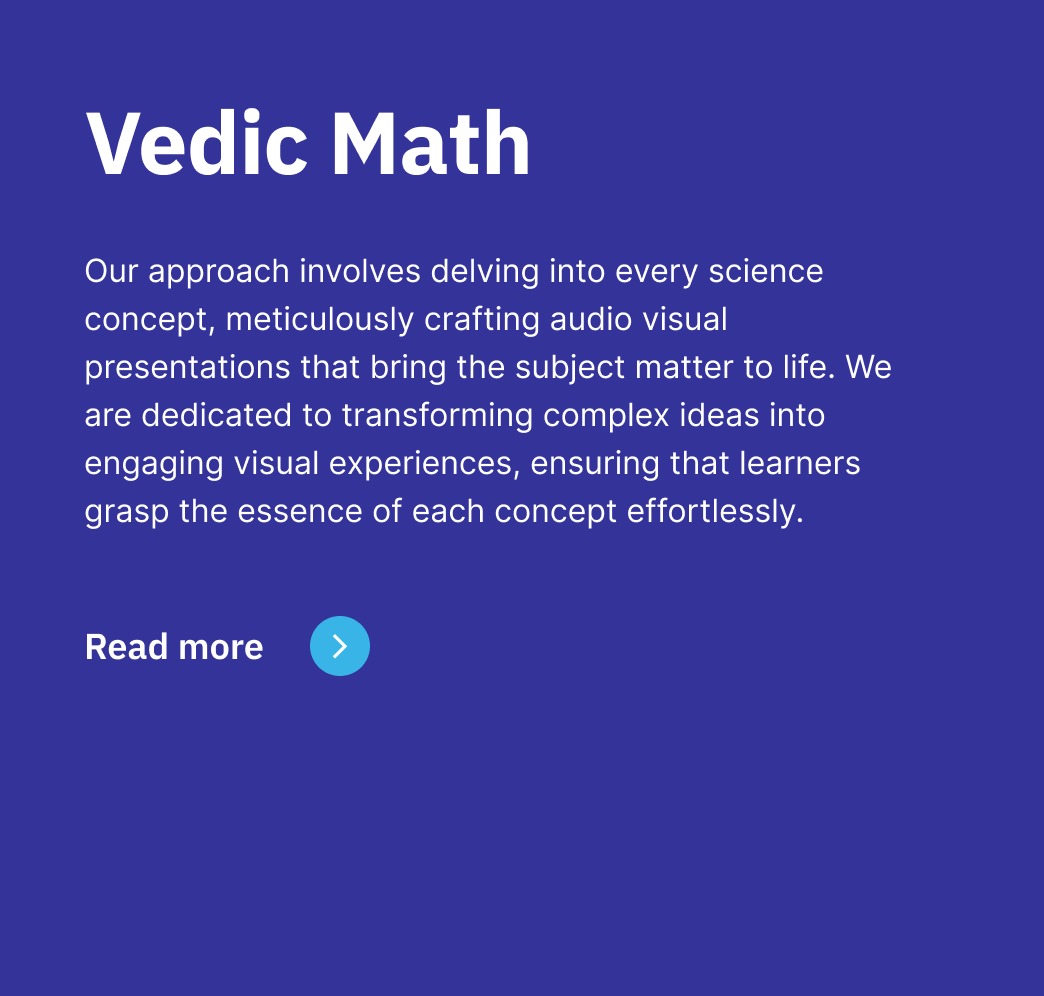 Vedic Math
Our approach involves delving into every science
concept, meticulously crafting audio visual
presentations that bring the subject matter to life. We
are dedicated to transforming complex ideas into
engaging visual experiences, ensuring that learners
grasp the essence of each concept effortlessly.
Read more